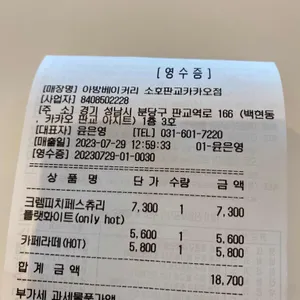 [영수증]
[매장명] 아방베이커리 소호판교카카오점
[사업자] 8408502228
[주 소] 경기 성남시 분당구 판교역로 166 (백현동
, 카카오 판교 아지트) 1층 3호
[대표자] 윤은영 [TEL] 031-601-7220
[매출일] 2023-07-29 12:59:33 01-윤은영
[영수증] 20230729-01-0030
상 품 명 단 가 수량 금 액
크렘피치페스츄리 7,300 1 7,300
플랫화이트(only hot)
5,600 1 5,600
카페라떼(HOT) 5,800 1 5,800
합 계 금 액 18,700
부가세 과세물품가액